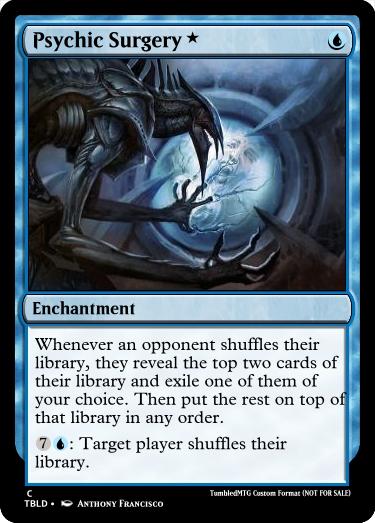 Psychic Surgery ★
Enchantment
Whenever an opponent shuffles their
library, they reveal the top two cards of
their library and exile one of them of
your choice. Then put the rest on top of
that library in any order.
7: Target player shuffles their
library.
C
TBLD • Anthony Francisco
TumbledMTG Custom Format (NOT FOR SALE)